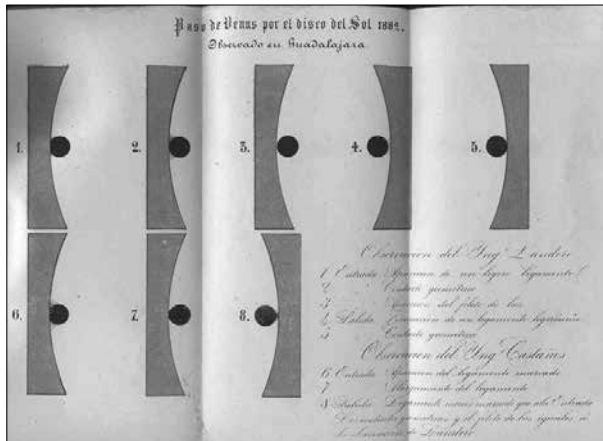 Paso de Venus por el disco del Sol 1882.
Observado en Guadalajara.
1. 2. 3. 4. 5.
6. 7. 8.
Observacion del Ing.
1 Entrada Aparicion de un ligero ligamento
2 Contacto geometrico
3 Aparicion del filete de luz
4 Salida Formacion de un ligamento
5 Contacto geometrico
Observacion del Ing. Castaños
6 Entrada Aparicion del ligamento marcado
7 del ligamento
8 Salida Ligamento menos marcado que a la Entrada
Los contactos geometricos y el filete de luz iguales a
la Observacion de